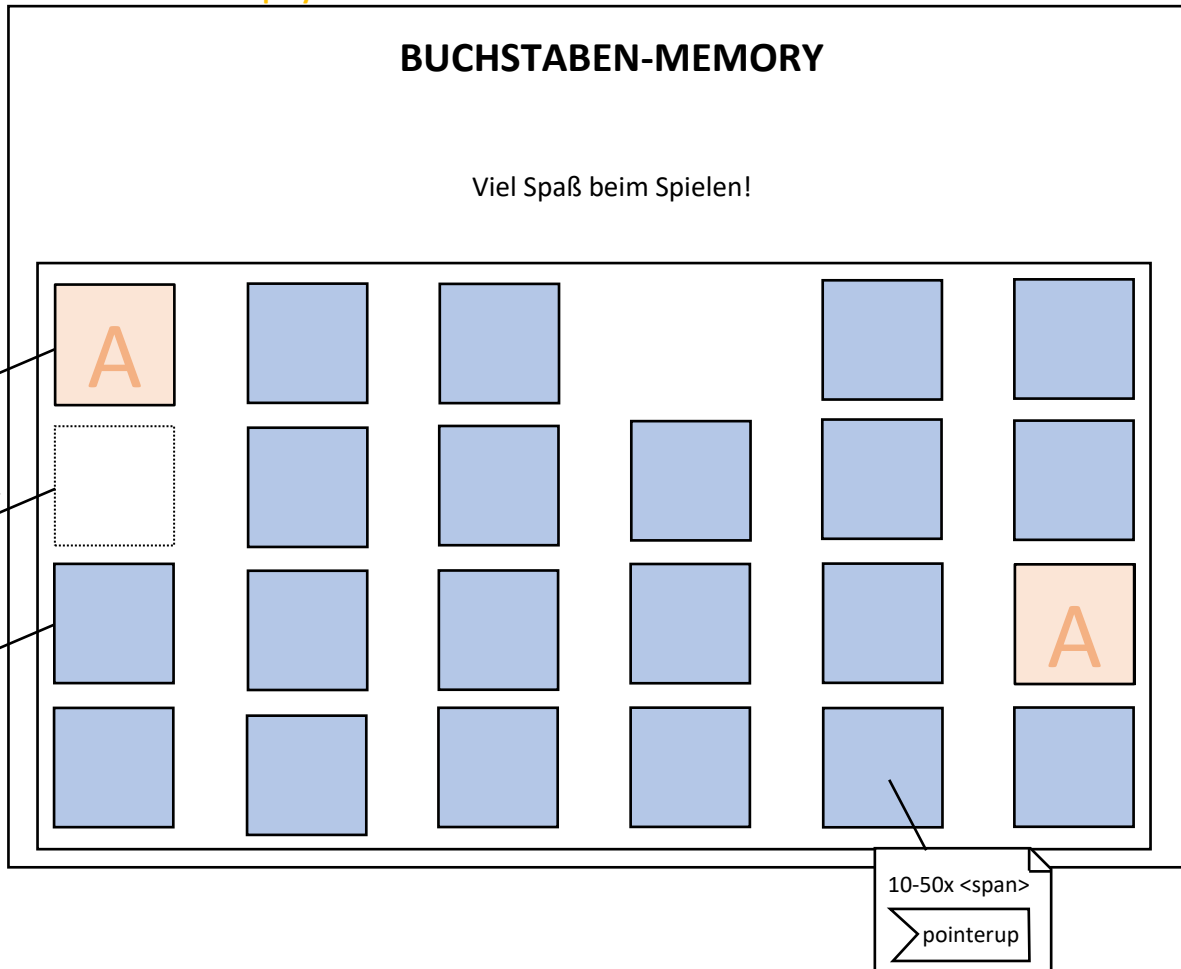 BUCHSTABEN-MEMORY
Viel Spaß beim Spielen!
A
A
10-50x <span>
pointerup